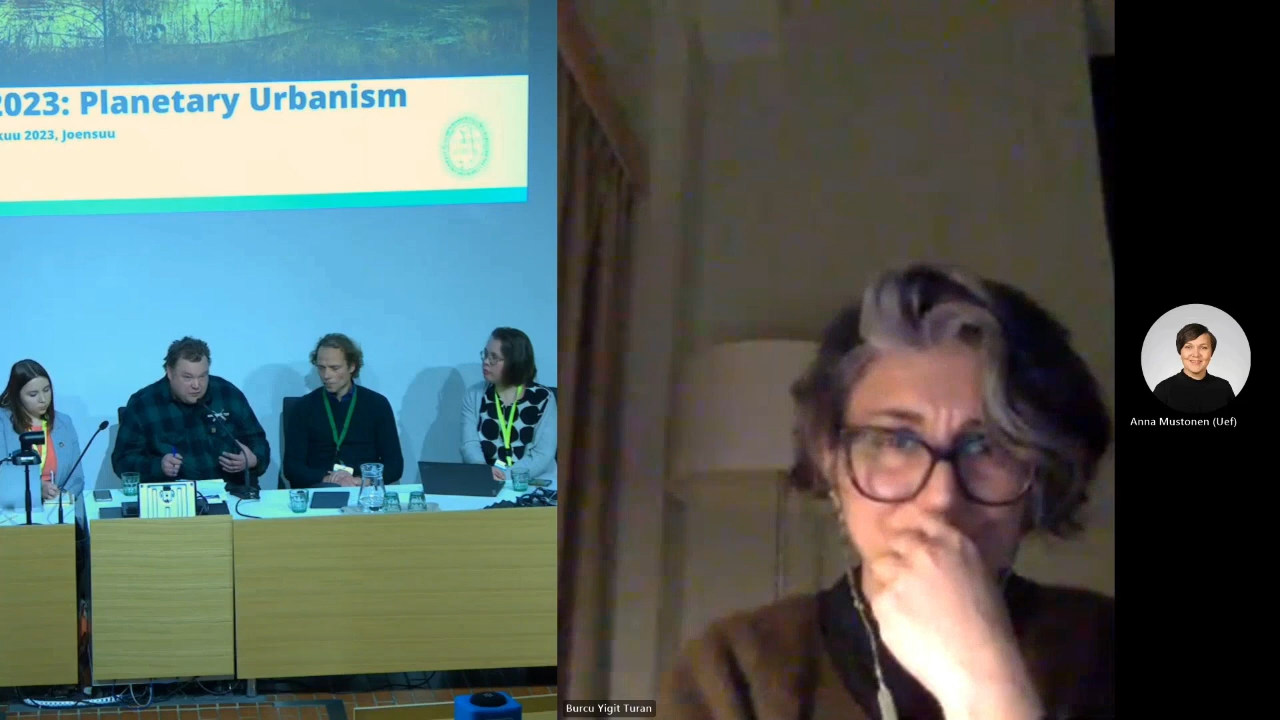 2023: Planetary Urbanism
kuu 2023, Joensuu
Anna Mustonen (Uef)
Burcu Yigit Turan